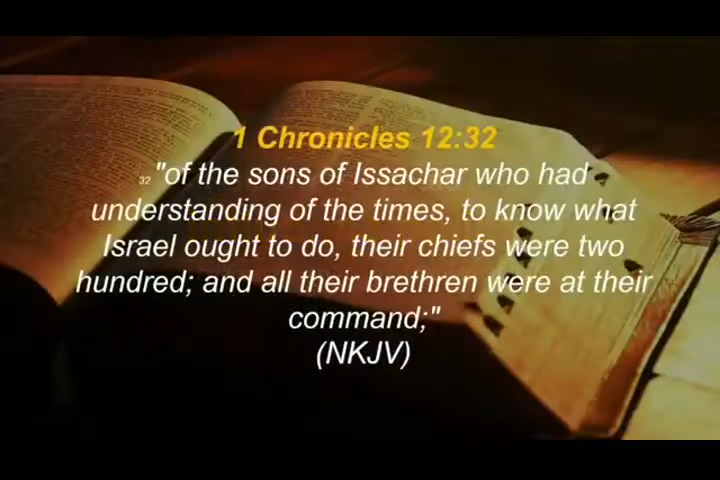 1 Chronicles 12:32
32 "of the sons of Issachar who had
understanding of the times, to know what
Israel ought to do, their chiefs were two
hundred; and all their brethren were at their
command;"
(NKJV)